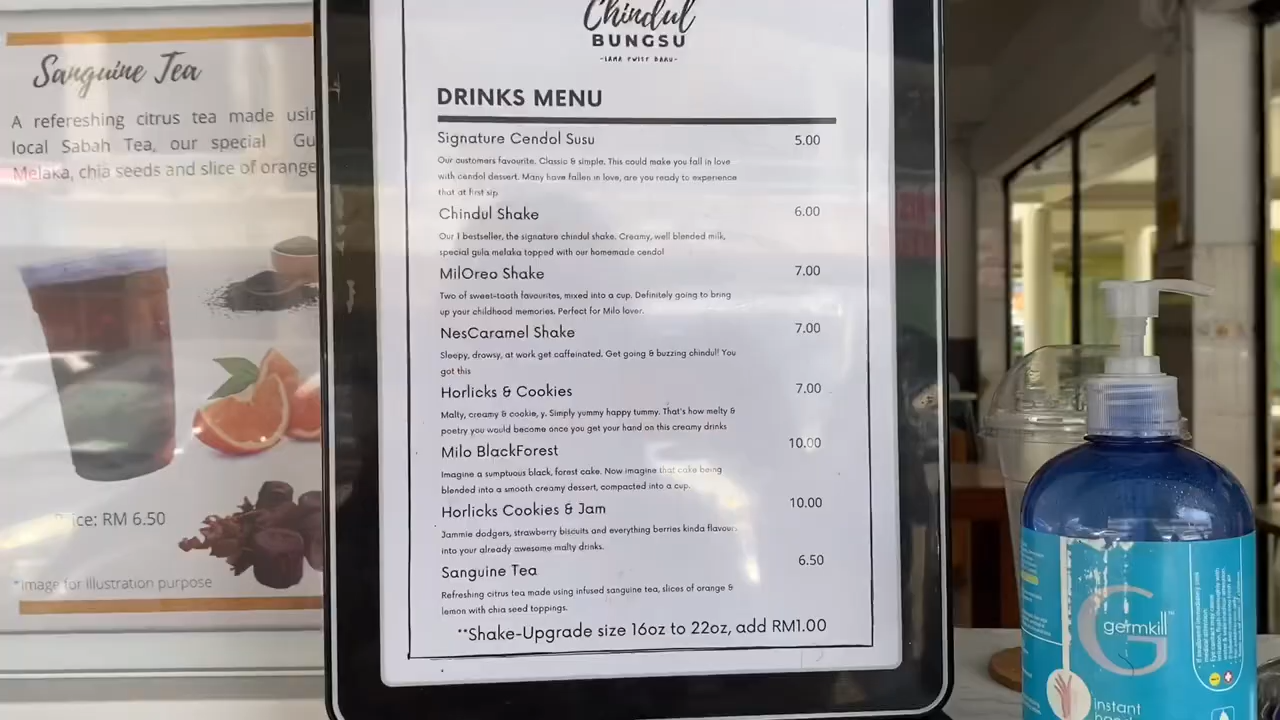 Sanguine Tea
A refereshing citrus tea made usin
local Sabah Tea, our special Gu
Melaka, chia seeds and slice of orange
ice: RM 6.50
*image for illustration purpose
Chindul
BUNGSU
DRINKS MENU
Signature Cendol Susu 5.00
Our customers favourite. Classic & simple. This could make you fall in love
with cendol dessert. Many have fallen in love, are you ready to experience
that at first sip
Chindul Shake 6.00
Our 1 bestseller, the signature chindul shake. Creamy, well blended milk,
special gula melaka topped with our homemade cendol
MilOreo Shake 7.00
Two of sweet-tooth favourites, mixed into a cup. Definitely going to bring
up your childhood memories. Perfect for Milo lover.
NesCaramel Shake 7.00
Sleepy, drowsy, at work get caffeinated. Get going & buzzing chindul! You
got this
Horlicks & Cookies 7.00
Malty, creamy & cookie, y. Simply yummy happy tummy. That's how melty &
poetry you would become once you get your hand on this creamy drinks
Milo BlackForest 10.00
Imagine a sumptuous black, forest cake. Now imagine that cake being
blended into a smooth creamy dessert, compacted into a cup.
Horlicks Cookies & Jam 10.00
Jammie dodgers, strawberry biscuits and everything berries kinda flavours
into your already awesome malty drinks.
Sanguine Tea 6.50
Refreshing citrus tea made using infused sanguine tea, slices of orange &
lemon with chia seed toppings.
**Shake-Upgrade size 16oz to 22oz, add RM1.00
G
germkill™
instant